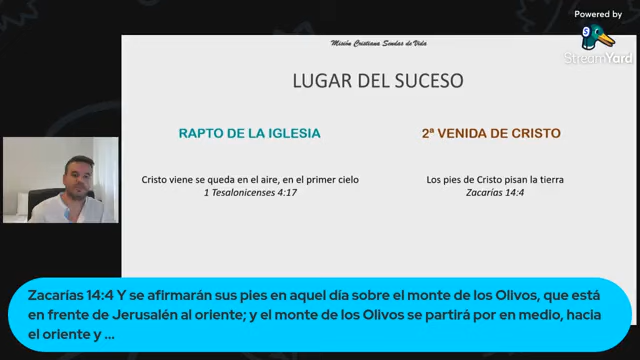 Powered by
StreamYard
Misión Cristiana Sendas de Vida
LUGAR DEL SUCESO
RAPTO DE LA IGLESIA
2ª VENIDA DE CRISTO
Cristo viene se queda en el aire, en el primer cielo
1 Tesalonicenses 4:17
Los pies de Cristo pisan la tierra
Zacarías 14:4
Zacarías 14:4 Y se afirmarán sus pies en aquel día sobre el monte de los Olivos, que está
en frente de Jerusalén al oriente; y el monte de los Olivos se partirá por en medio, hacia
el oriente y ...